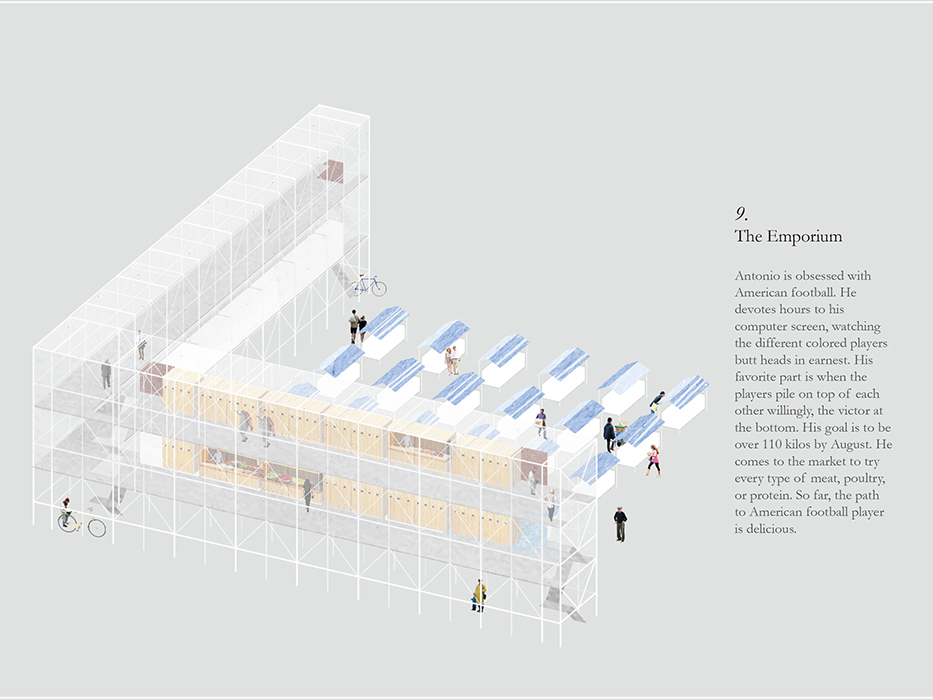 9.
The Emporium
Antonio is obsessed with
American football. He
devotes hours to his
computer screen, watching
the different colored players
butt heads in earnest. His
favorite part is when the
players pile on top of each
other willingly, the victor at
the bottom. His goal is to be
over 110 kilos by August. He
comes to the market to try
every type of meat, poultry,
or protein. So far, the path
to American football player
is delicious.